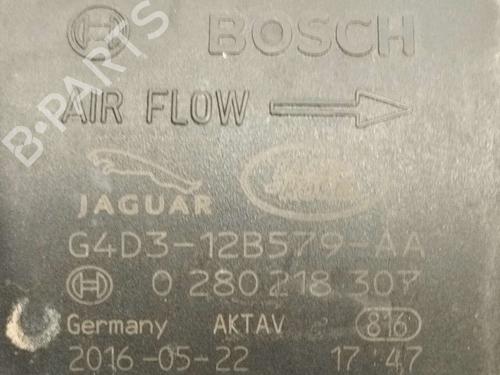 BOSCH
AIR FLOW
JAGUAR
G4D3-12B579-AA
0 280 218 307
Germany AKTAV 816
2016-05-22 17:47
B-PARTS